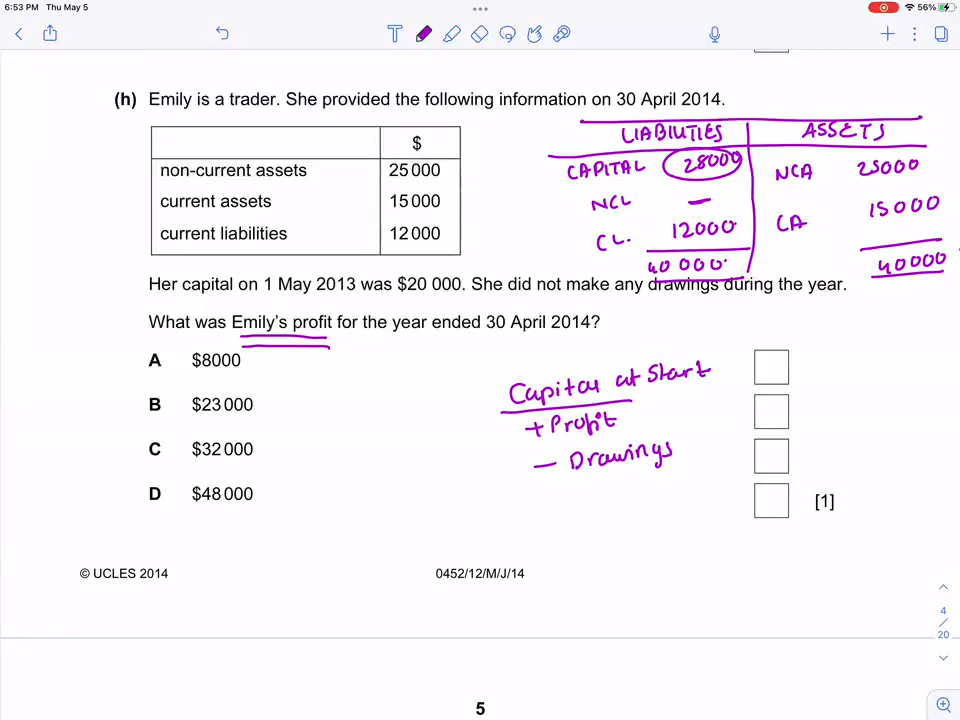 6:53 PM Thu May 5
56%
(h) Emily is a trader. She provided the following information on 30 April 2014.
$
non-current assets 25 000
current assets 15 000
current liabilities 12 000
LIABILITIES ASSETS
CAPITAL 28000 NCA 25000
NCL – CA 15000
CL. 12000
40 000. 40000
Her capital on 1 May 2013 was $20 000. She did not make any drawings during the year.
What was Emily's profit for the year ended 30 April 2014?
A $8000
B $23 000
C $32 000
D $48 000
[1]
Capital at Start
+ Profit
– Drawings
© UCLES 2014 0452/12/M/J/14
4
/
20
5